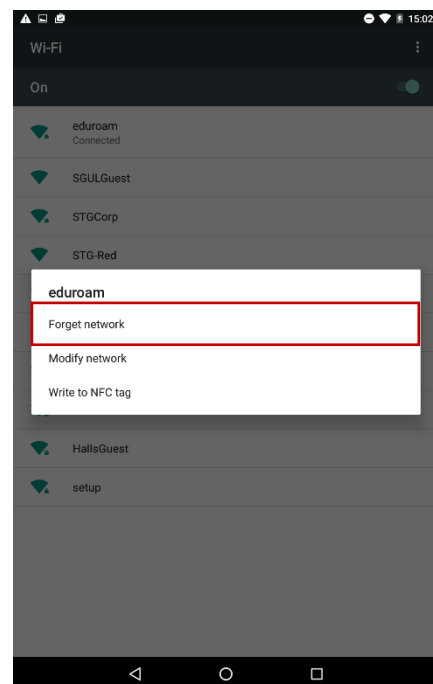 15:02
Wi-Fi
On
eduroam
Connected
SGULGuest
STGCorp
STG-Red
eduroam
Forget network
Modify network
Write to NFC tag
HallsGuest
setup